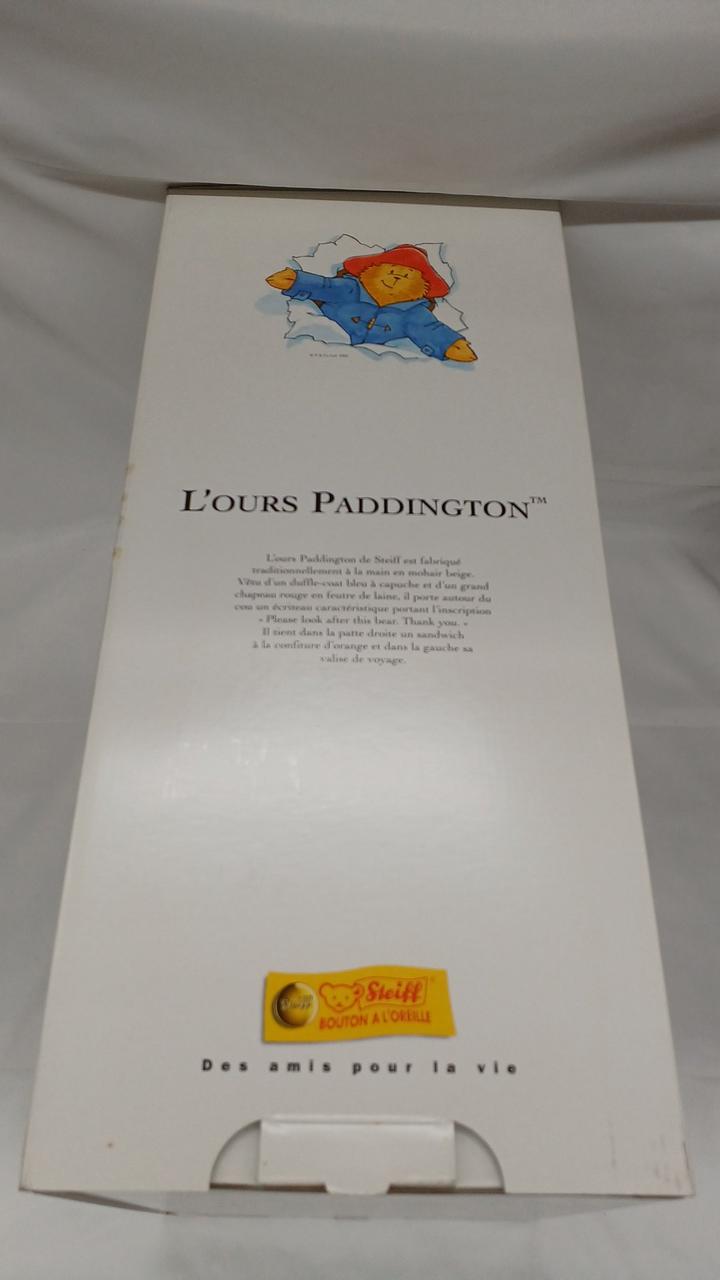 L'OURS PADDINGTON™
L'ours Paddington de Steiff est fabriqué
traditionnellement à la main en mohair beige.
Vêtu d'un duffle-coat bleu à capuche et d'un grand
chapeau rouge en feutre de laine, il porte autour du
cou un écriteau caractéristique portant l'inscription
« Please look after this bear. Thank you. »
Il tient dans la patte droite un sandwich
à la confiture d'orange et dans la gauche sa
valise de voyage.
Steiff
Steiff
BOUTON A L'OREILLE
Des amis pour la vie